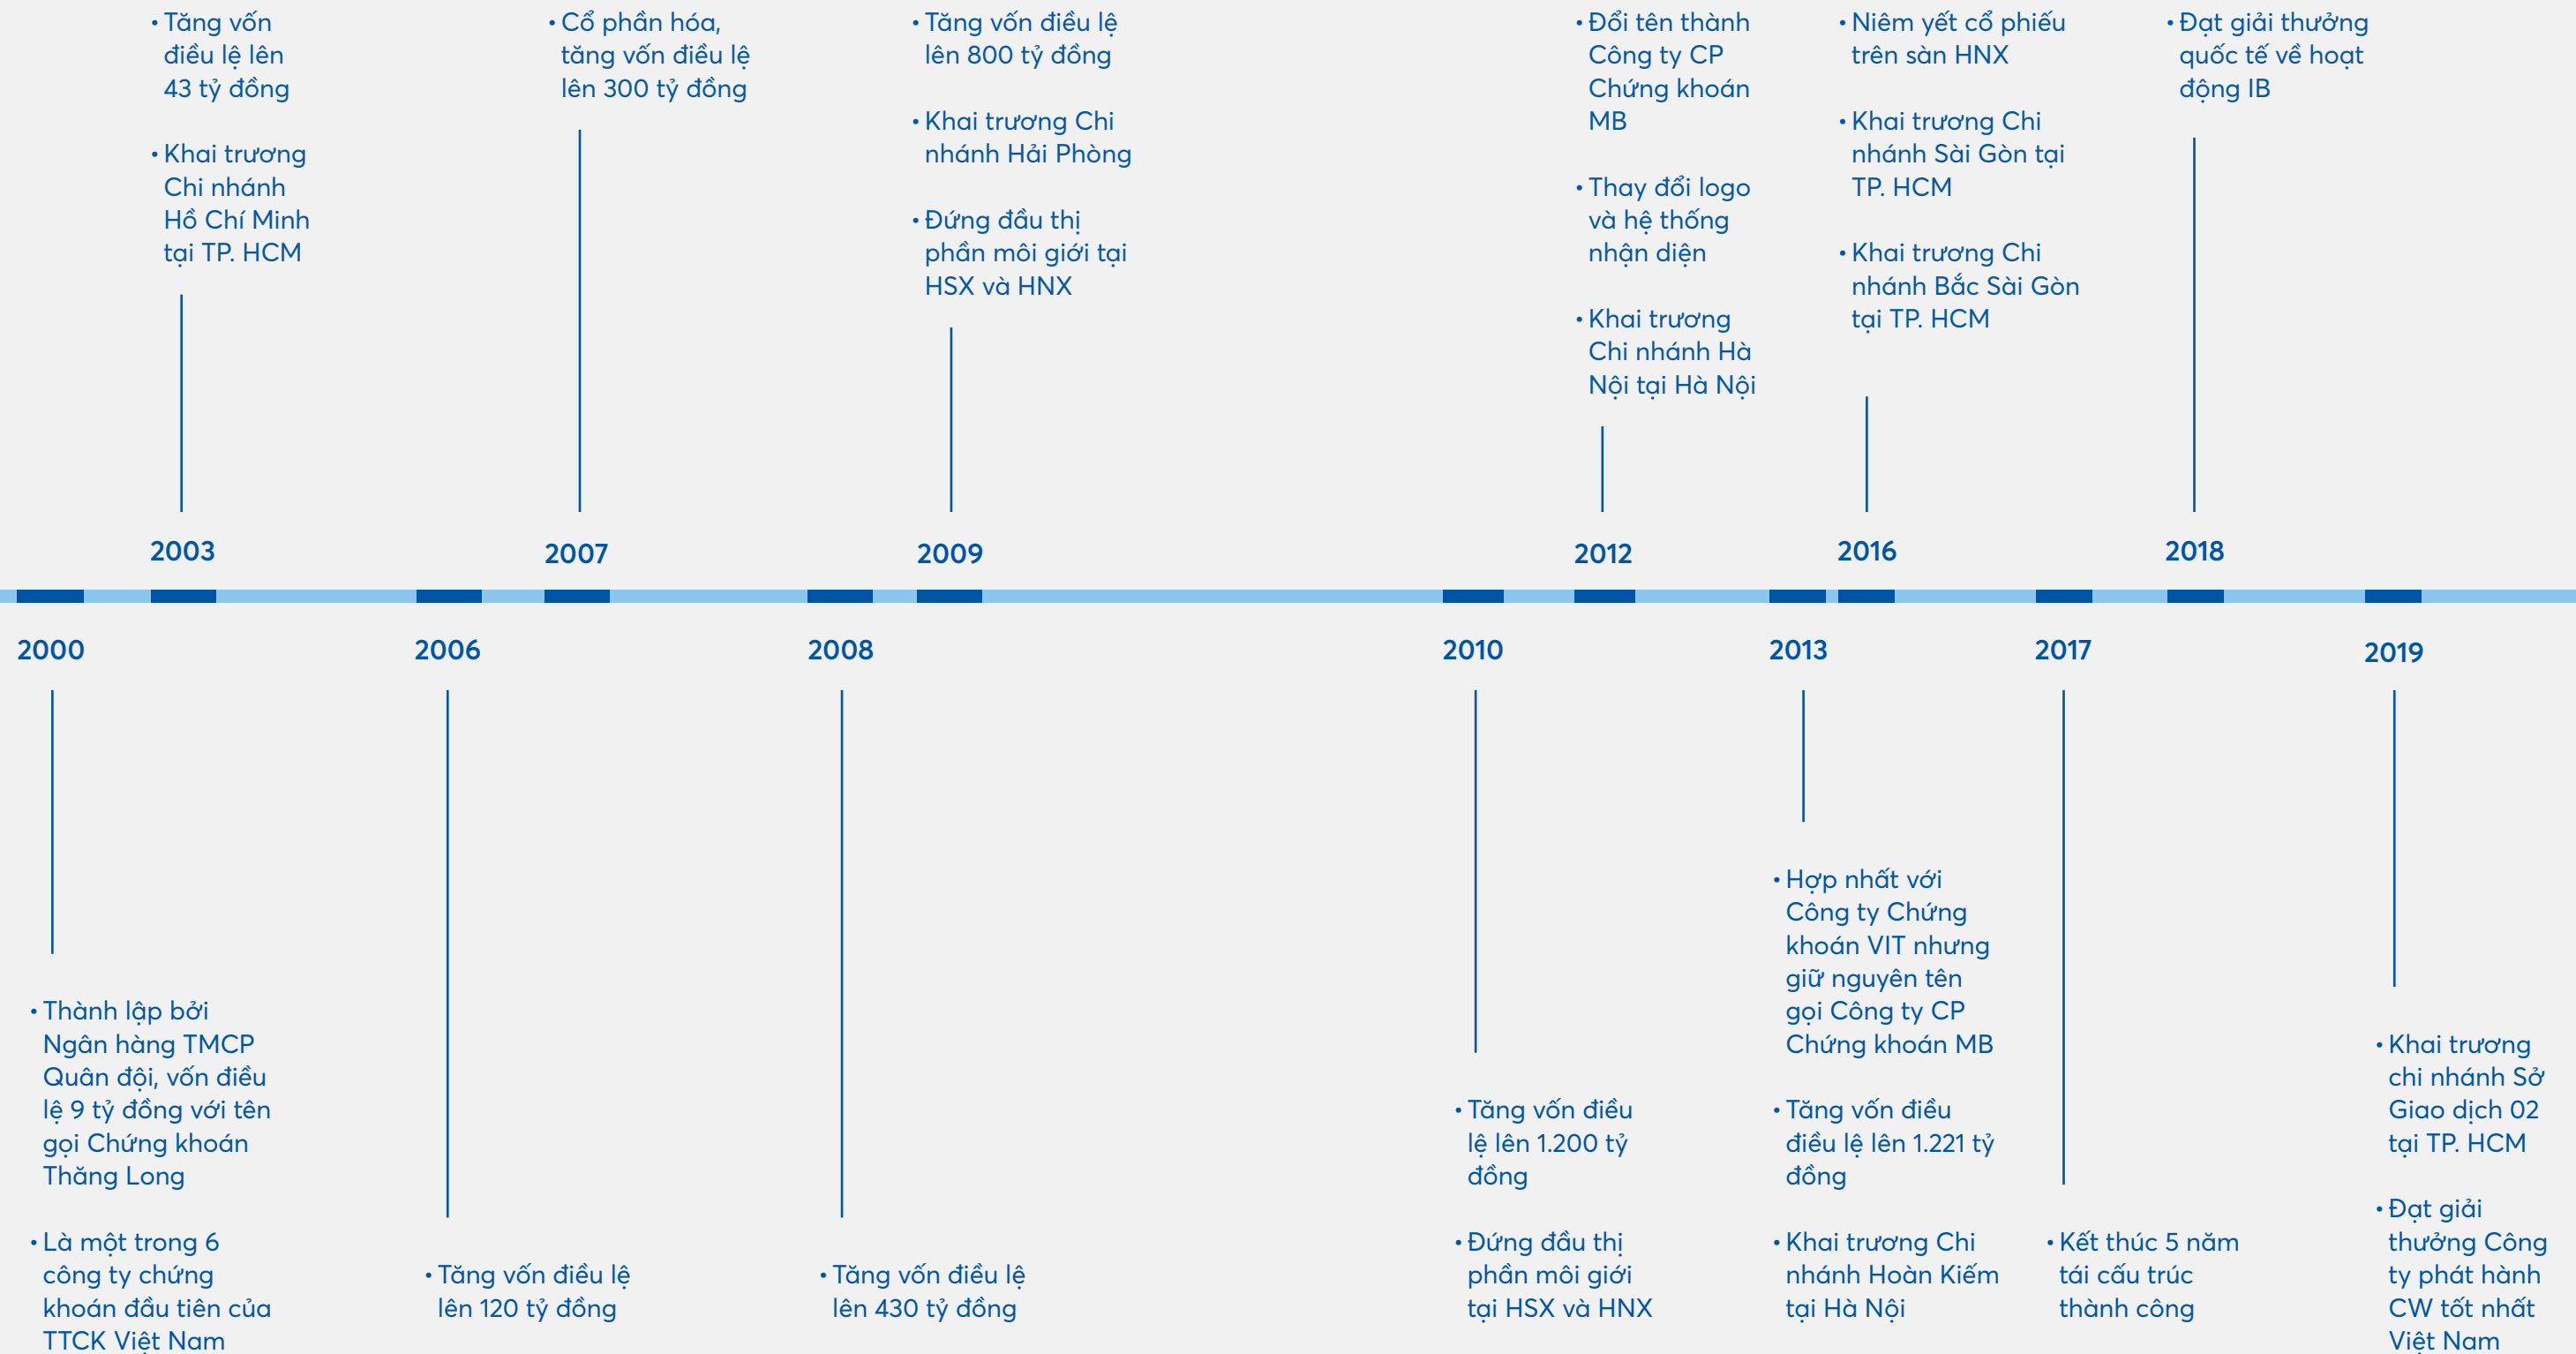 • Tăng vốn
điều lệ lên
43 tỷ đồng
• Khai trương
Chi nhánh
Hồ Chí Minh
tại TP. HCM
2003
• Cổ phần hóa,
tăng vốn điều lệ
lên 300 tỷ đồng
2007
• Tăng vốn điều lệ
lên 800 tỷ đồng
• Khai trương Chi
nhánh Hải Phòng
• Đứng đầu thị
phần môi giới tại
HSX và HNX
2009
• Đổi tên thành
Công ty CP
Chứng khoán
MB
• Thay đổi logo
và hệ thống
nhận diện
• Khai trương
Chi nhánh Hà
Nội tại Hà Nội
2012
• Niêm yết cổ phiếu
trên sàn HNX
• Khai trương Chi
nhánh Sài Gòn tại
TP. HCM
• Khai trương Chi
nhánh Bắc Sài Gòn
tại TP. HCM
2016
• Đạt giải thưởng
quốc tế về hoạt
động IB
2018
2000
• Thành lập bởi
Ngân hàng TMCP
Quân đội, vốn điều
lệ 9 tỷ đồng với tên
gọi Chứng khoán
Thăng Long
• Là một trong 6
công ty chứng
khoán đầu tiên của
TTCK Việt Nam
2006
• Tăng vốn điều lệ
lên 120 tỷ đồng
2008
• Tăng vốn điều lệ
lên 430 tỷ đồng
2010
• Tăng vốn điều
lệ lên 1.200 tỷ
đồng
• Đứng đầu thị
phần môi giới
tại HSX và HNX
2013
• Hợp nhất với
Công ty Chứng
khoán VIT nhưng
giữ nguyên tên
gọi Công ty CP
Chứng khoán MB
• Tăng vốn điều
điều lệ lên 1.221 tỷ
đồng
• Khai trương Chi
nhánh Hoàn Kiếm
tại Hà Nội
2017
• Kết thúc 5 năm
tái cấu trúc
thành công
2019
• Khai trương
chi nhánh Sở
Giao dịch 02
tại TP. HCM
• Đạt giải
thưởng Công
ty phát hành
CW tốt nhất
Việt Nam